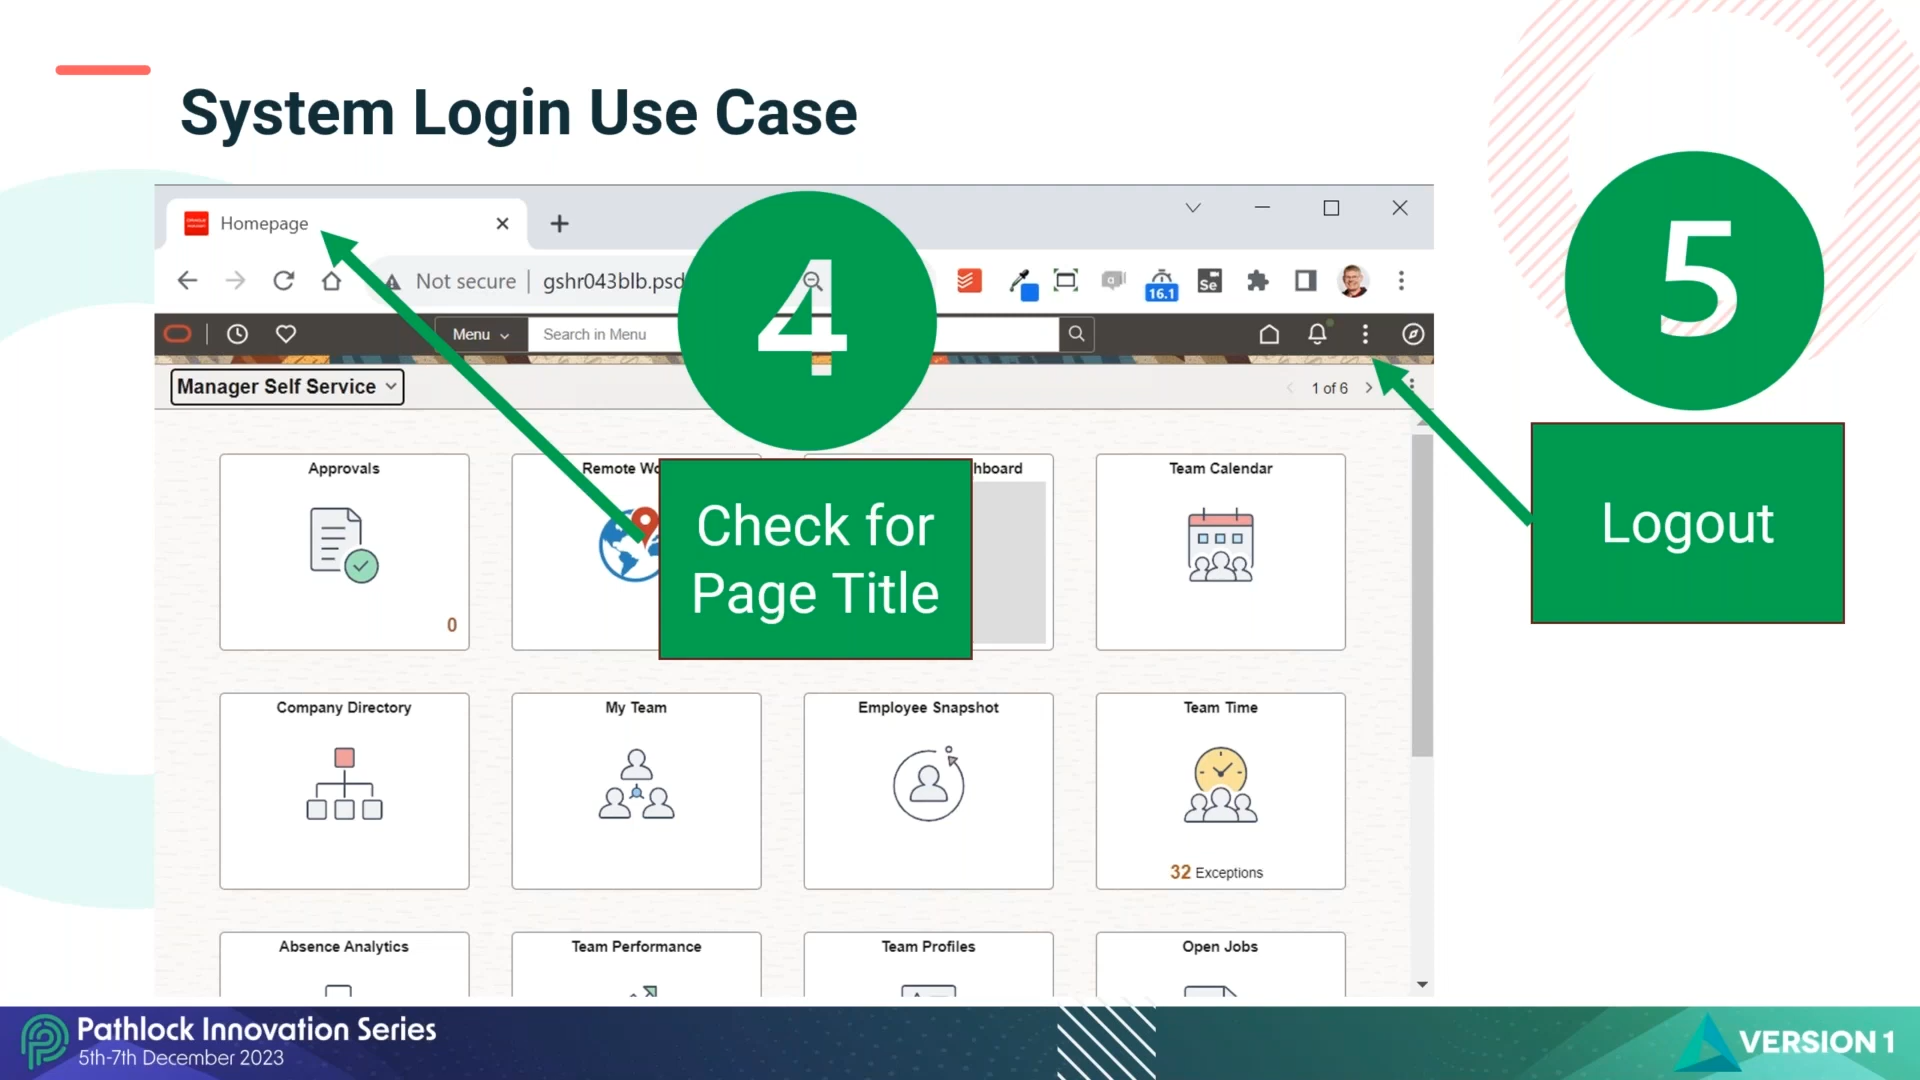 System Login Use Case
Homepage
Not secure
gshr043blb.psd
16.1
Se
Menu
Search in Menu
Manager Self Service
1 of 6
4
5
Approvals
0
Remote Wo
hboard
Team Calendar
Check for
Page Title
Logout
Company Directory
My Team
Employee Snapshot
Team Time
32 Exceptions
Absence Analytics
Team Performance
Team Profiles
Open Jobs
Pathlock Innovation Series
5th-7th December 2023
VERSION 1